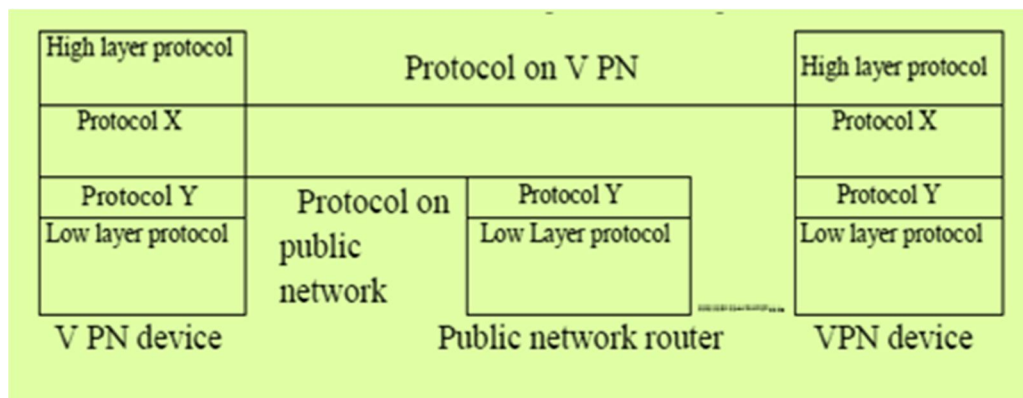 High layer protocol
Protocol X
Protocol Y
Low layer protocol
V PN device
Protocol on V PN
Protocol on
public
network
Protocol Y
Low Layer protocol
Public network router
High layer protocol
Protocol X
Protocol Y
Low layer protocol
VPN device